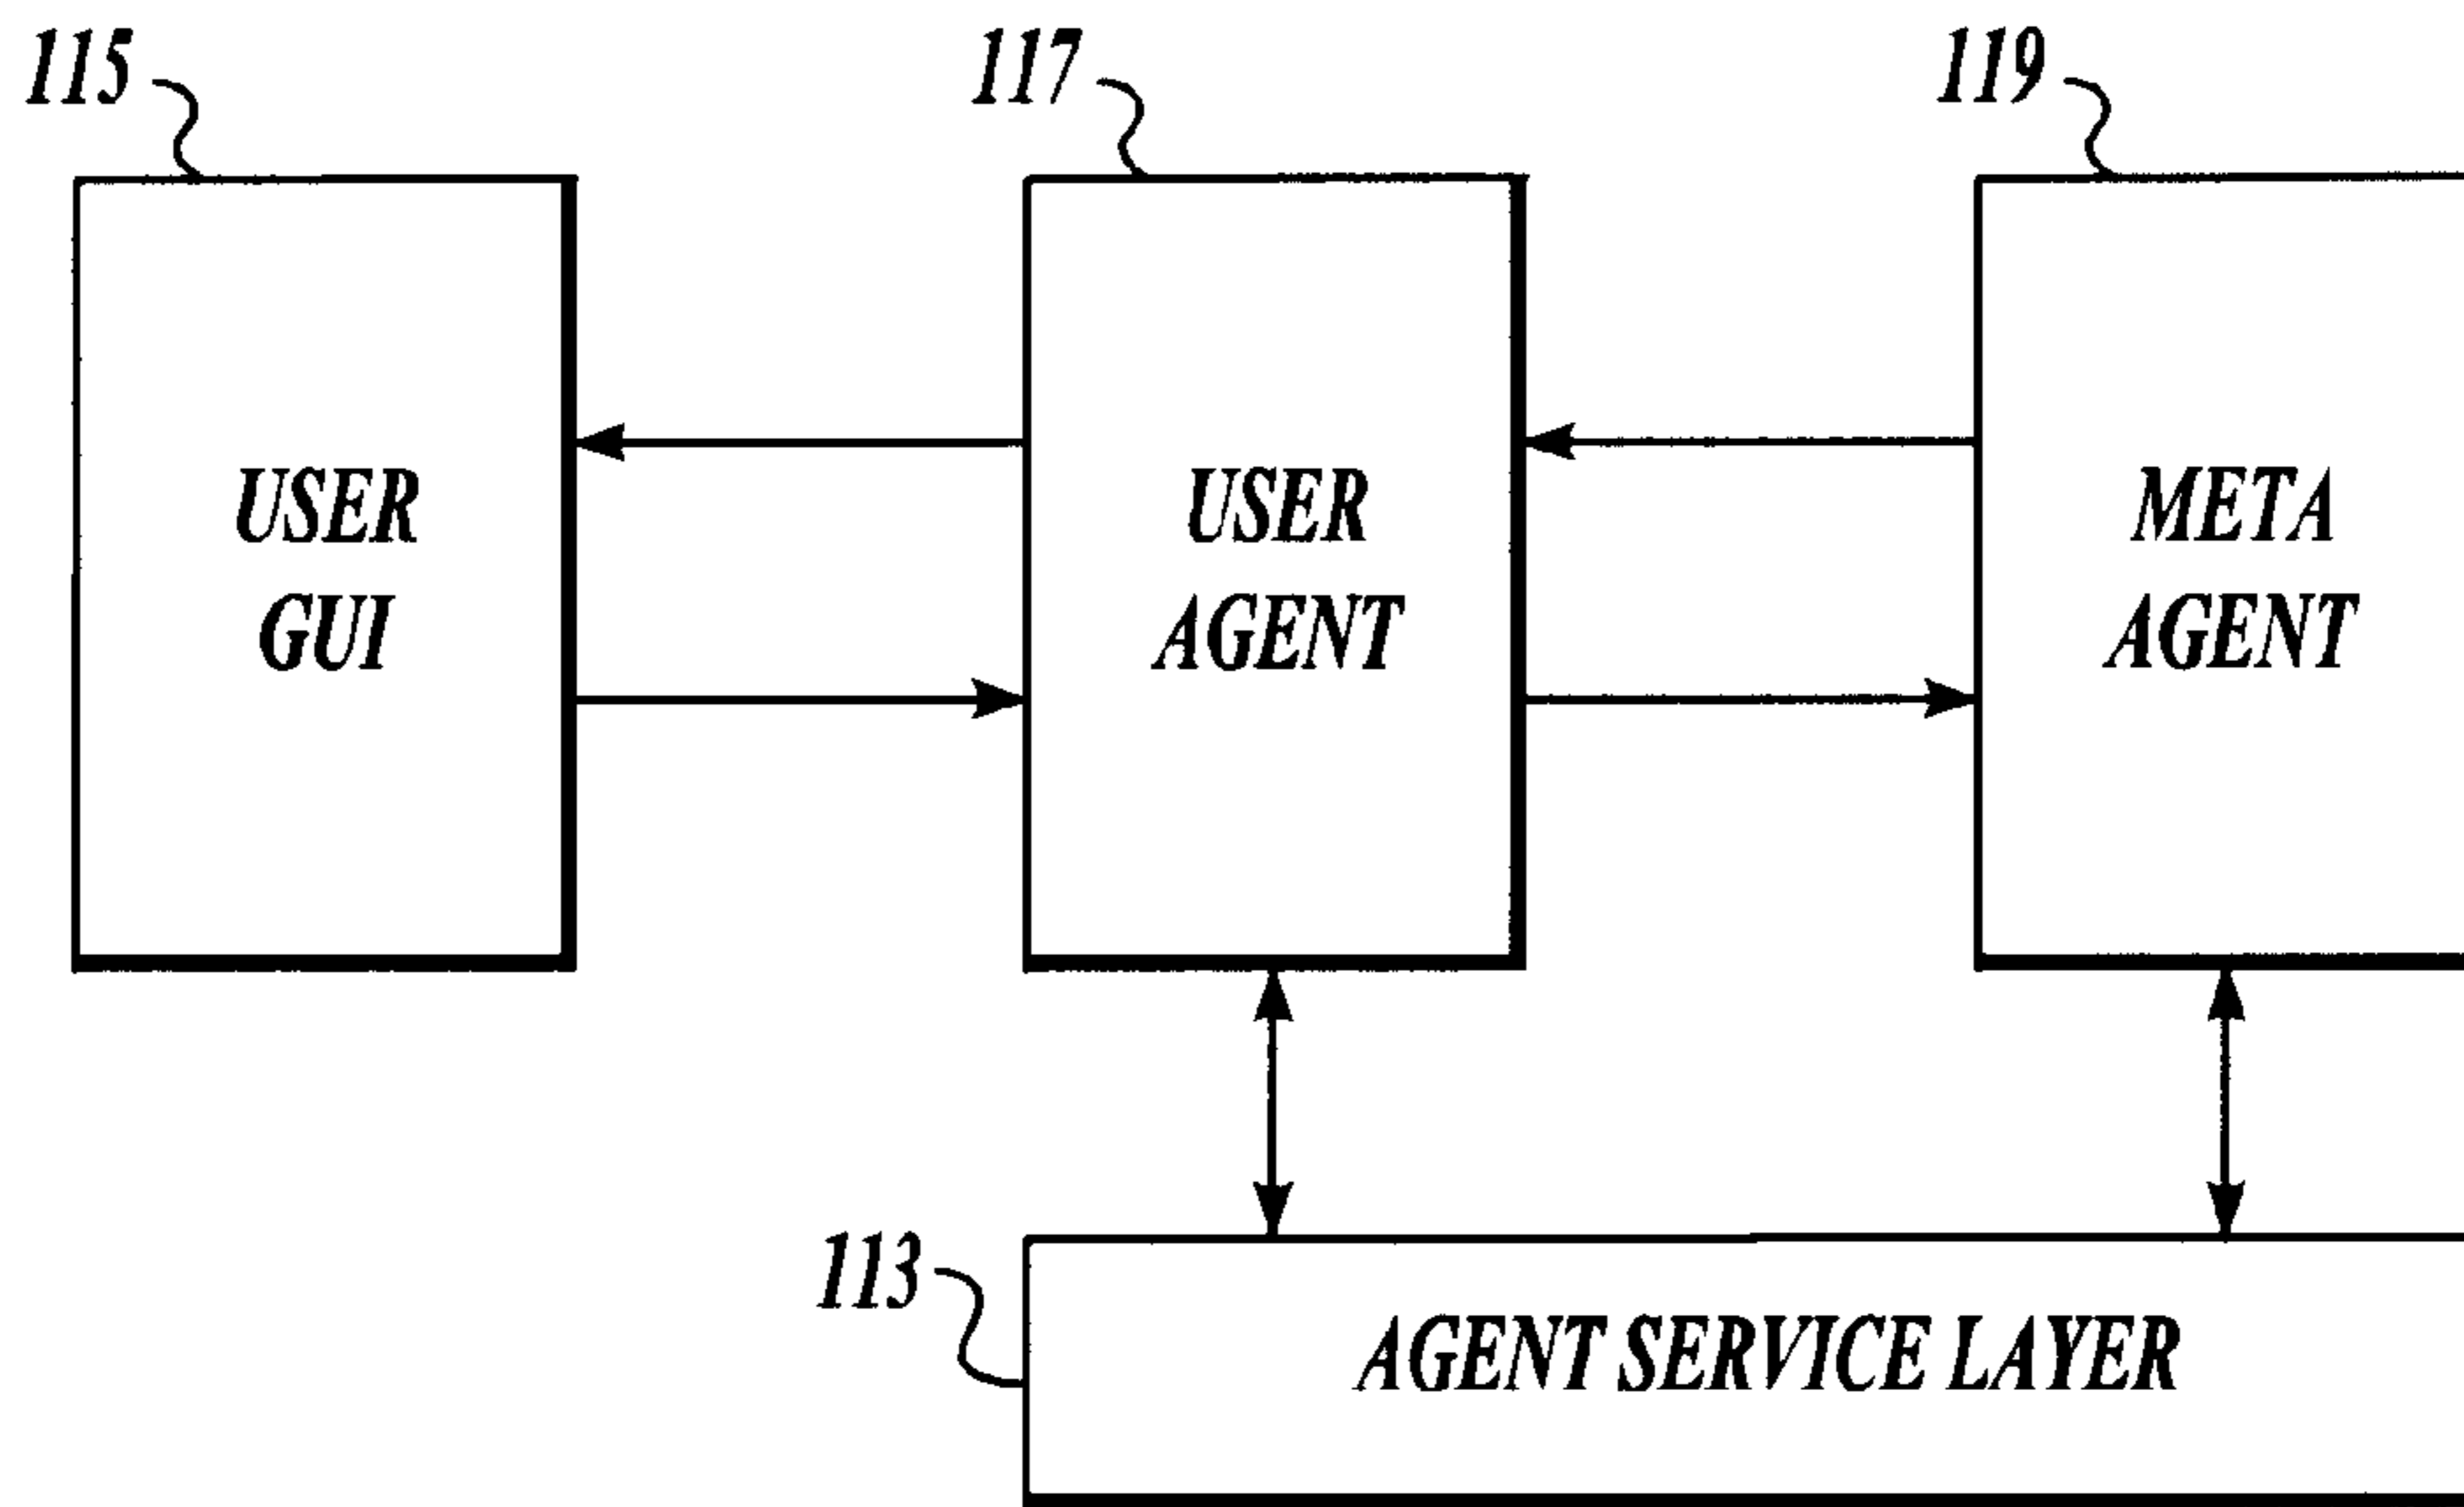 115
117
119
USER
GUI
USER
AGENT
META
AGENT
113
AGENT SERVICE LAYER